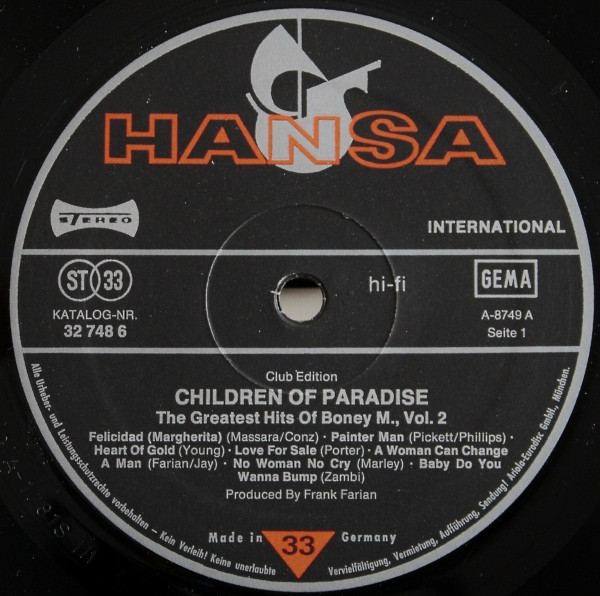 HANSA
STEREO
INTERNATIONAL
ST 33
hi-fi
GEMA
KATALOG-NR.
32 748 6
A-8749 A
Seite 1
Club Edition
CHILDREN OF PARADISE
The Greatest Hits Of Boney M., Vol. 2
Felicidad (Margherita) (Massara/Conz) · Painter Man (Pickett/Phillips) ·
Heart Of Gold (Young) · Love For Sale (Porter) · A Woman Can Change
A Man (Farian/Jay) · No Woman No Cry (Marley) · Baby Do You
Wanna Bump (Zambi)
Produced By Frank Farian
Made in 33 Germany
Alle Urheber- und Leistungsschutzrechte vorbehalten – Kein Verleih! Keine unerlaubte Vervielfältigung, Vermietung, Aufführung, Sendung! Ariola-Eurodisc GmbH, München.